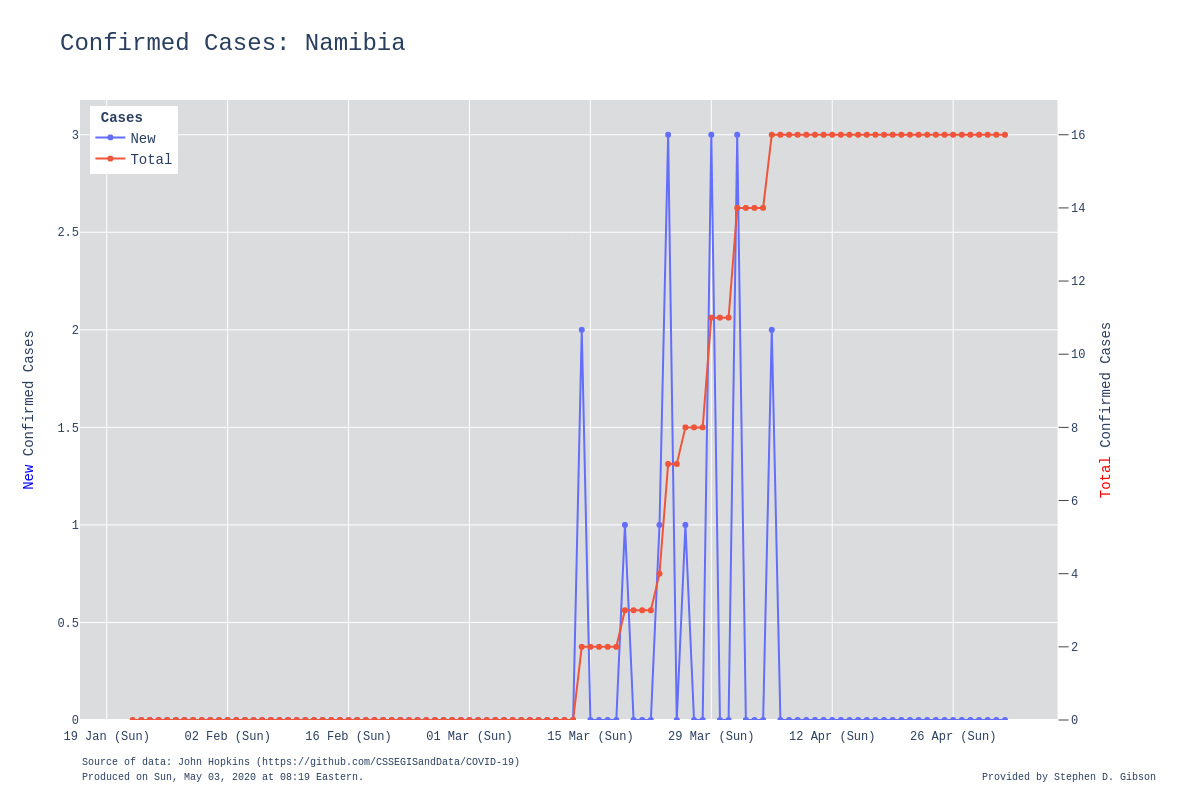 Confirmed Cases: Namibia
Cases
New
Total
3
2.5
2
1.5
1
0.5
0
16
14
12
10
8
6
4
2
0
New Confirmed Cases
Total Confirmed Cases
19 Jan (Sun)
02 Feb (Sun)
16 Feb (Sun)
01 Mar (Sun)
15 Mar (Sun)
29 Mar (Sun)
12 Apr (Sun)
26 Apr (Sun)
Source of data: John Hopkins (https://github.com/CSSEGISandData/COVID-19)
Produced on Sun, May 03, 2020 at 08:19 Eastern.
Provided by Stephen D. Gibson